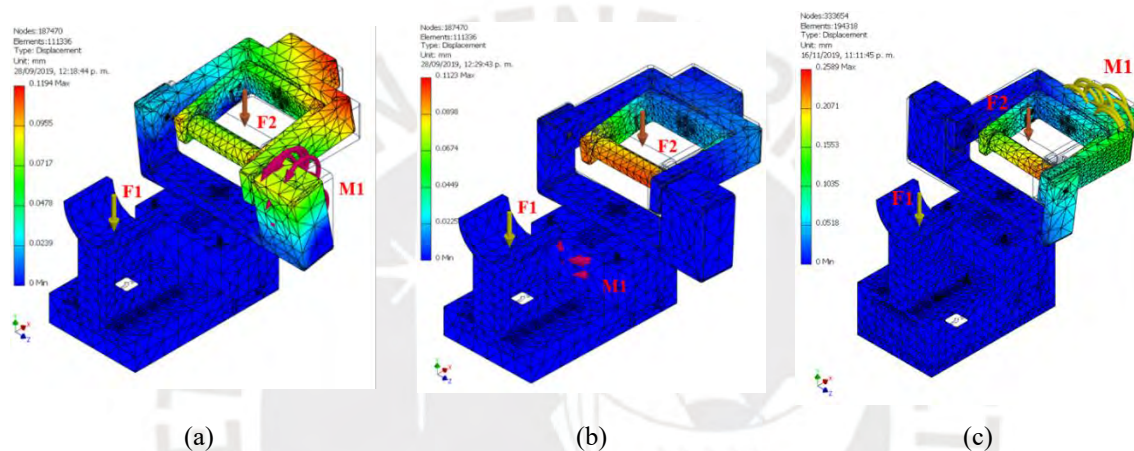 Nodes:187470
Elements:111336
Type: Displacement
Unit: mm
28/09/2019, 12:18:44 p. m.
0.1194 Max
0.0955
0.0717
0.0478
0.0239
0 Min
F2
F1
M1
Nodes:187470
Elements:111336
Type: Displacement
Unit: mm
28/09/2019, 12:29:43 p. m.
0.1123 Max
0.0898
0.0674
0.0449
0.0225
0 Min
F2
F1
M1
Nodes:333654
Elements:194318
Type: Displacement
Unit: mm
16/11/2019, 11:11:45 p. m.
0.2589 Max
0.2071
0.1553
0.1035
0.0518
0 Min
M1
F2
F1
(a)
(b)
(c)